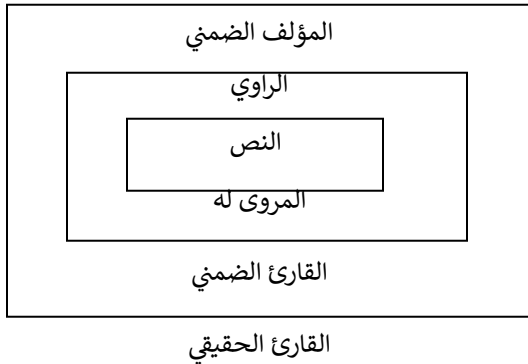 المؤلف الضمني
الراوي
النص
المروى له
القارئ الضمني
القارئ الحقيقي